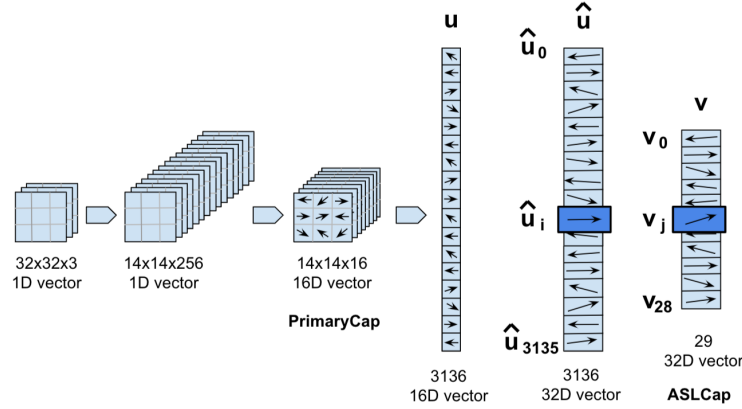 u
û
û0
v
v0
ûi
vj
32x32x3
1D vector
14x14x256
1D vector
14x14x16
16D vector
PrimaryCap
v28
û3135
3136
16D vector
3136
32D vector
29
32D vector
ASLCap